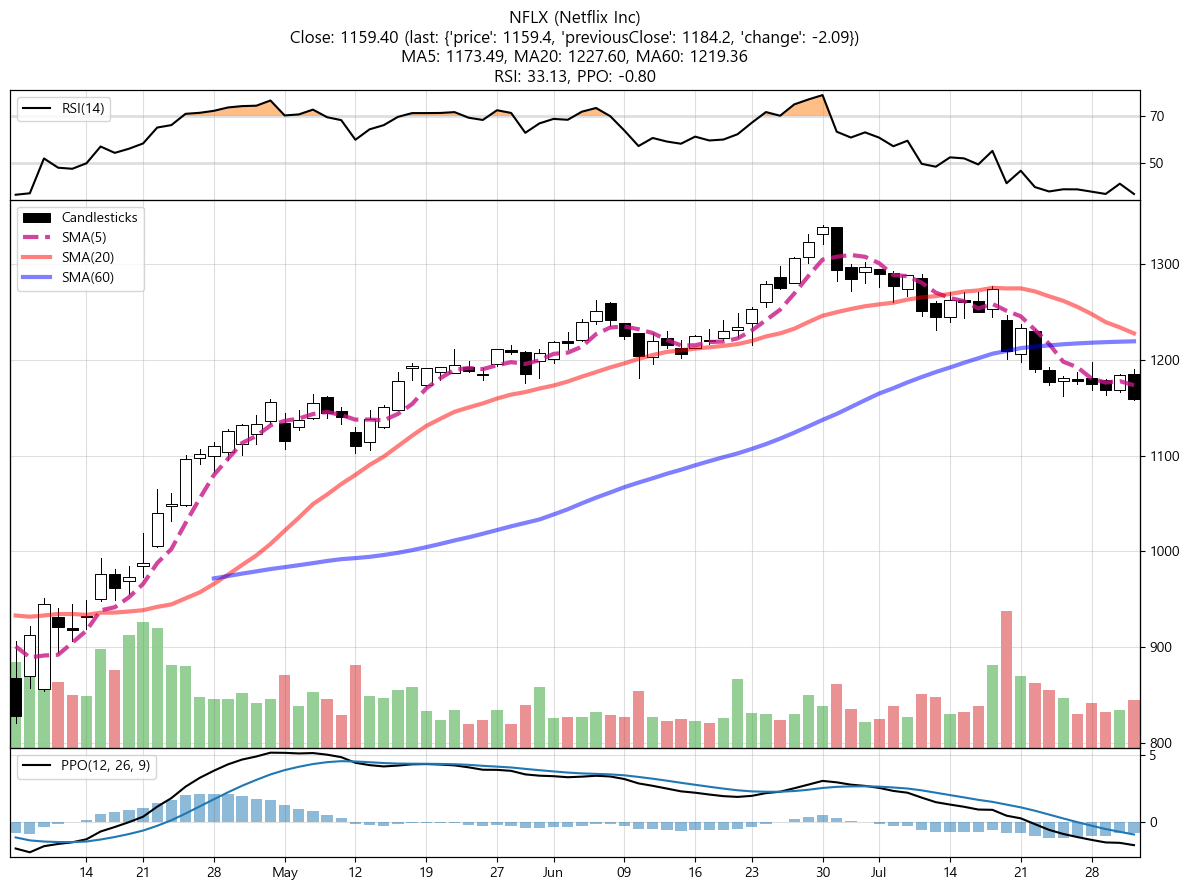 NFLX (Netflix Inc)
Close: 1159.40 (last: {'price': 1159.4, 'previousClose': 1184.2, 'change': -2.09})
MA5: 1173.49, MA20: 1227.60, MA60: 1219.36
RSI: 33.13, PPO: -0.80
RSI(14)
70
50
Candlesticks
SMA(5)
SMA(20)
SMA(60)
1300
1200
1100
1000
900
800
PPO(12, 26, 9)
5
0
14 21 28 May 12 19 27 Jun 09 16 23 30 Jul 14 21 28